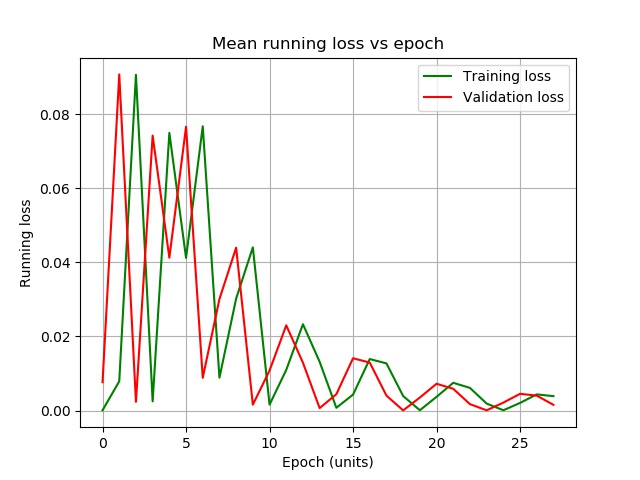 Mean running loss vs epoch
Training loss
Validation loss
0.08
0.06
0.04
0.02
0.00
Running loss
0 5 10 15 20 25
Epoch (units)